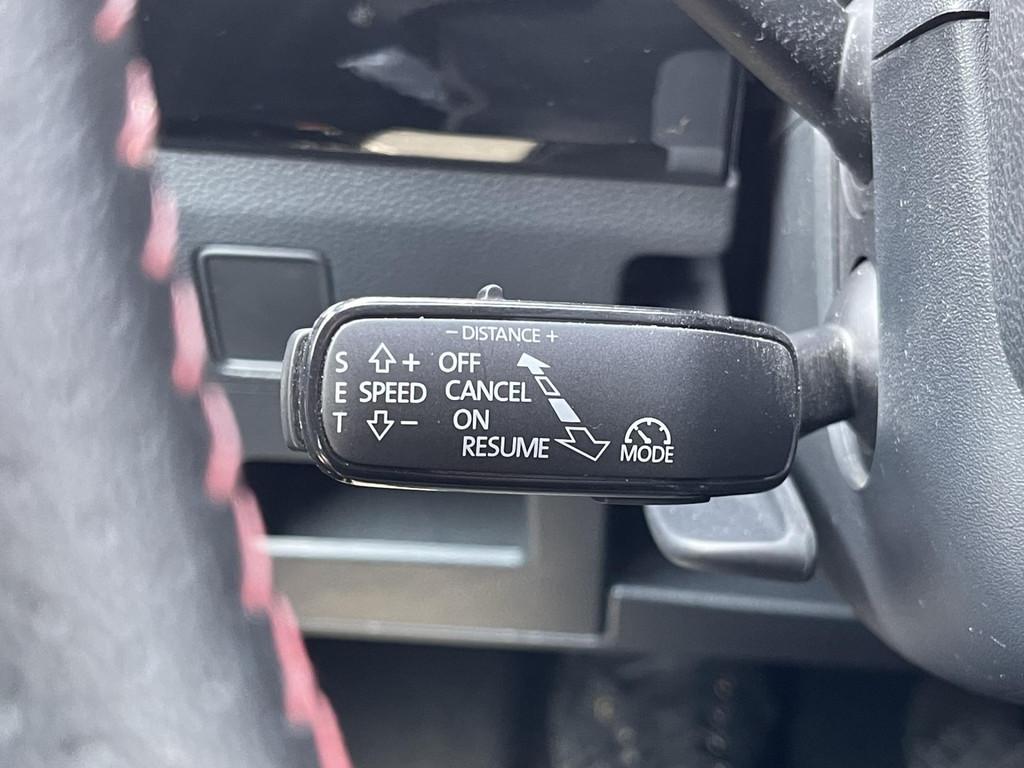 − DISTANCE +
S + OFF
E SPEED CANCEL
T − ON
RESUME MODE